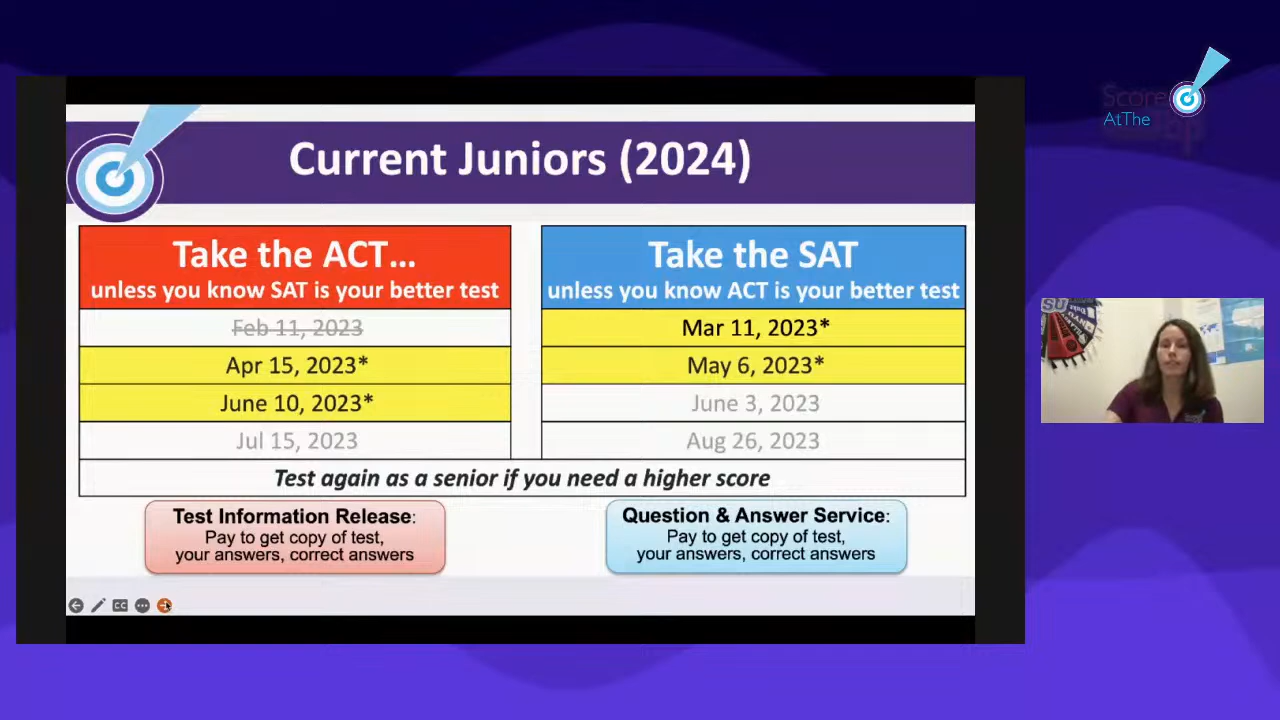 Score
AtThe
Top
Current Juniors (2024)
Take the ACT...
unless you know SAT is your better test
Feb 11, 2023
Apr 15, 2023*
June 10, 2023*
Jul 15, 2023
Take the SAT
unless you know ACT is your better test
Mar 11, 2023*
May 6, 2023*
June 3, 2023
Aug 26, 2023
Test again as a senior if you need a higher score
Test Information Release:
Pay to get copy of test,
your answers, correct answers
Question & Answer Service:
Pay to get copy of test,
your answers, correct answers
CC
SU